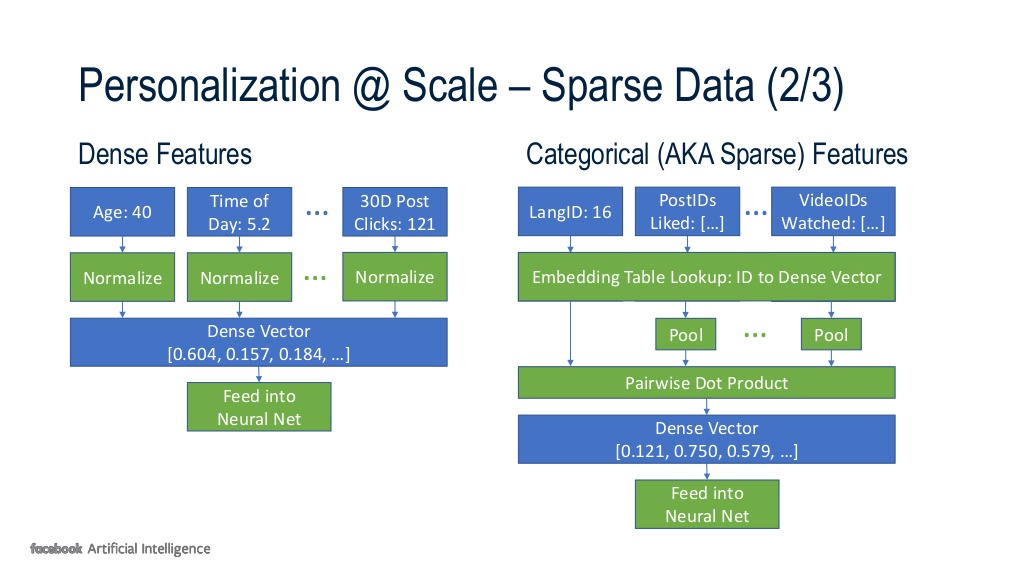 Personalization @ Scale – Sparse Data (2/3)
Dense Features
Age: 40
Time of
Day: 5.2
...
30D Post
Clicks: 121
Normalize
Normalize
...
Normalize
Dense Vector
[0.604, 0.157, 0.184, …]
Feed into
Neural Net
Categorical (AKA Sparse) Features
LangID: 16
PostIDs
Liked: […]
...
VideoIDs
Watched: […]
Embedding Table Lookup: ID to Dense Vector
Pool
...
Pool
Pairwise Dot Product
Dense Vector
[0.121, 0.750, 0.579, …]
Feed into
Neural Net
facebook Artificial Intelligence